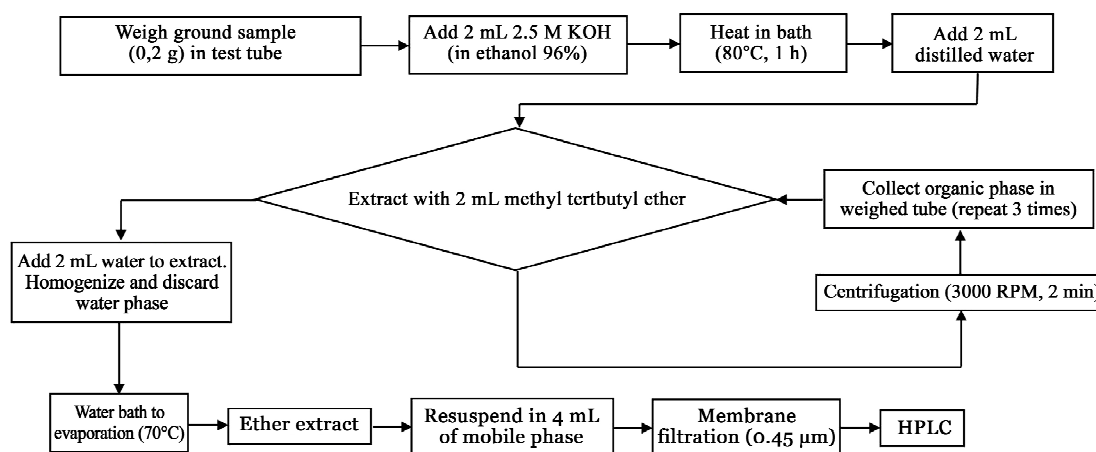 Weigh ground sample
(0,2 g) in test tube
Add 2 mL 2.5 M KOH
(in ethanol 96%)
Heat in bath
(80°C, 1 h)
Add 2 mL
distilled water
Extract with 2 mL mcthyl tertbutyl cthcr
Collect organic phase in
weighed tube (repeat 3 times)
Centrifugation (3000 RPM, 2 min)
Add 2 mL water to extract.
Homogenize and discard
water phase
Water bath to
evaporation (70°C)
Ether extract
Resuspend in 4 mL
of mobile phase
Membrane
filtration (0.45 µm)
HPLC